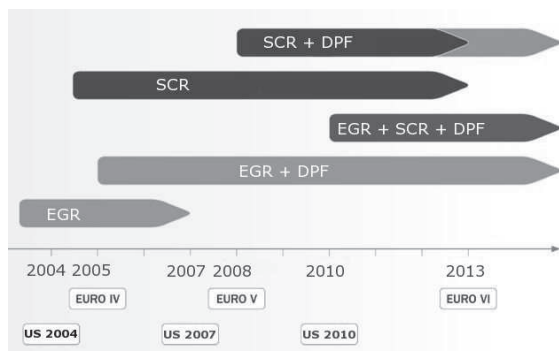 SCR + DPF
SCR
EGR + SCR + DPF
EGR + DPF
EGR
2004 2005 2007 2008 2010 2013
EURO IV EURO V EURO VI
US 2004 US 2007 US 2010